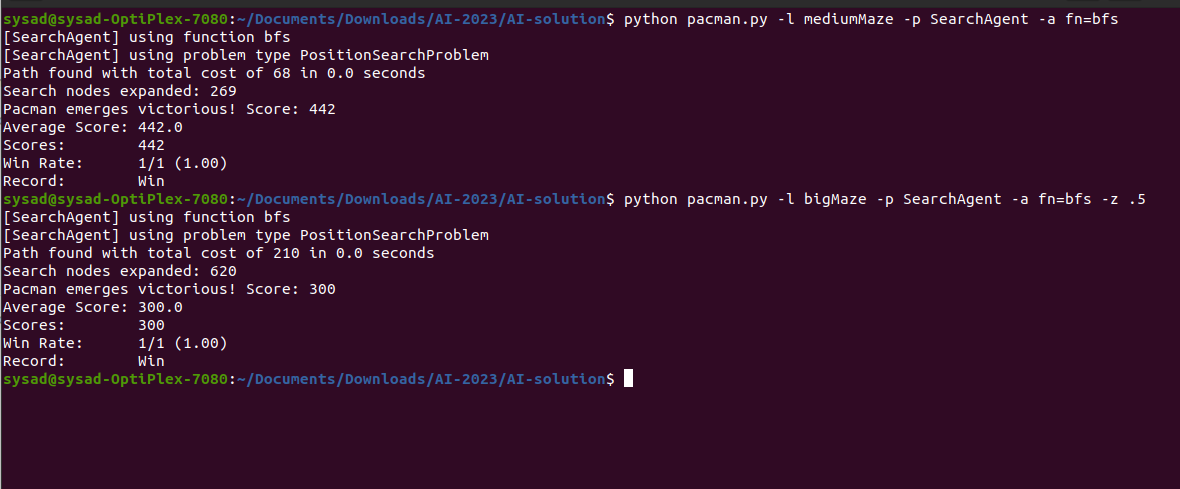 sysad@sysad-OptiPlex-7080:~/Documents/Downloads/AI-2023/AI-solution$ python pacman.py -l mediumMaze -p SearchAgent -a fn=bfs
[SearchAgent] using function bfs
[SearchAgent] using problem type PositionSearchProblem
Path found with total cost of 68 in 0.0 seconds
Search nodes expanded: 269
Pacman emerges victorious! Score: 442
Average Score: 442.0
Scores:        442
Win Rate:      1/1 (1.00)
Record:        Win
sysad@sysad-OptiPlex-7080:~/Documents/Downloads/AI-2023/AI-solution$ python pacman.py -l bigMaze -p SearchAgent -a fn=bfs -z .5
[SearchAgent] using function bfs
[SearchAgent] using problem type PositionSearchProblem
Path found with total cost of 210 in 0.0 seconds
Search nodes expanded: 620
Pacman emerges victorious! Score: 300
Average Score: 300.0
Scores:        300
Win Rate:      1/1 (1.00)
Record:        Win
sysad@sysad-OptiPlex-7080:~/Documents/Downloads/AI-2023/AI-solution$